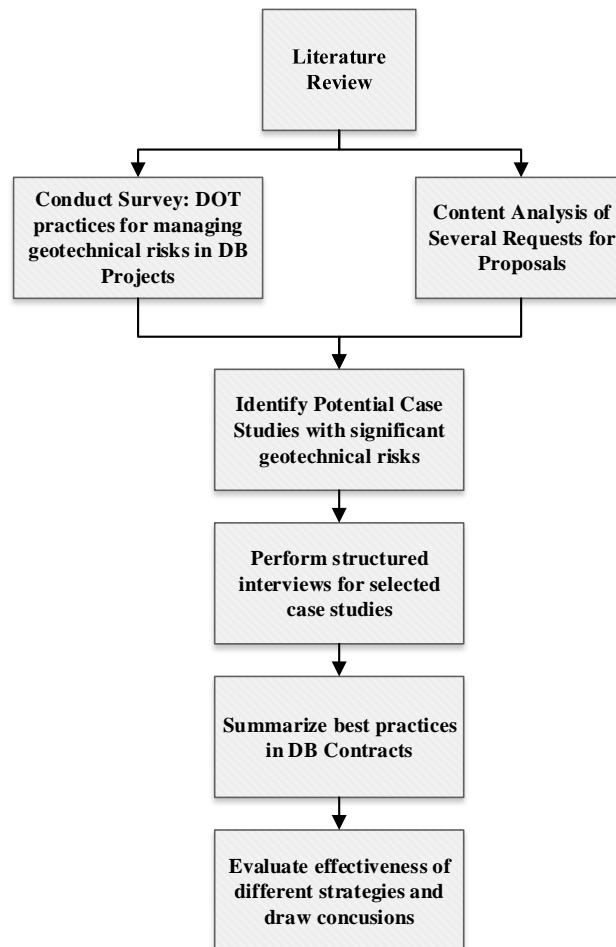 Literature
Review
Conduct Survey: DOT
practices for managing
geotechnical risks in DB
Projects
Content Analysis of
Several Requests for
Proposals
Identify Potential Case
Studies with significant
geotechnical risks
Perform structured
interviews for selected
case studies
Summarize best practices
in DB Contracts
Evaluate effectiveness of
different strategies and
draw concusions